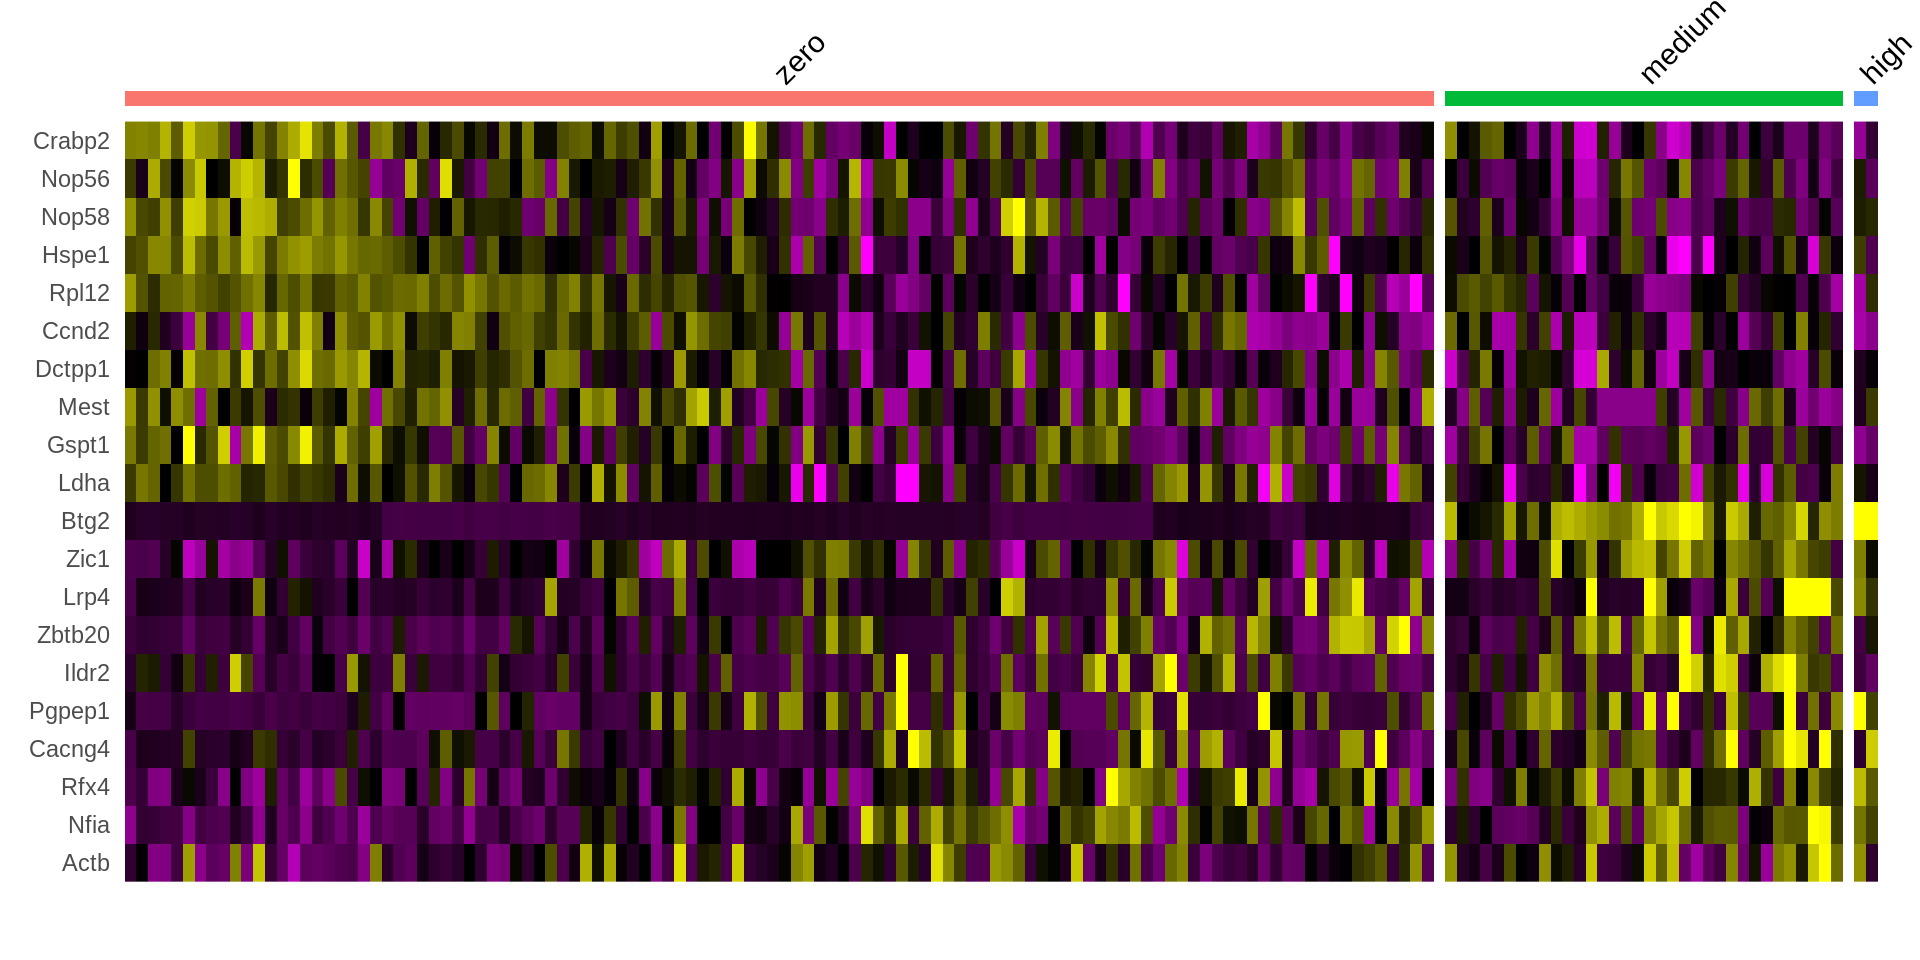 zero
medium
high
Crabp2
Nop56
Nop58
Hspe1
Rpl12
Ccnd2
Dctpp1
Mest
Gspt1
Ldha
Btg2
Zic1
Lrp4
Zbtb20
Ildr2
Pgpep1
Cacng4
Rfx4
Nfia
Actb